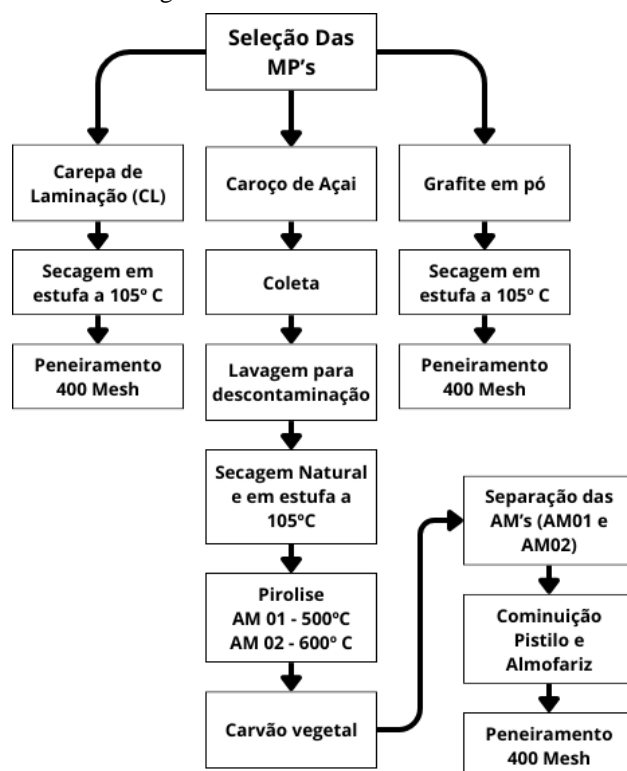 Seleção Das
MP's
Carepa de
Laminação (CL)
Secagem em
estufa a 105º C
Peneiramento
400 Mesh
Caroço de Açai
Coleta
Lavagem para
descontaminação
Secagem Natural
e em estufa a
105ºC
Pirolise
AM 01 - 500ºC
AM 02 - 600º C
Carvão vegetal
Grafite em pó
Secagem em
estufa a 105º C
Peneiramento
400 Mesh
Separação das
AM's (AM01 e
AM02)
Cominuição
Pistilo e
Almofariz
Peneiramento
400 Mesh